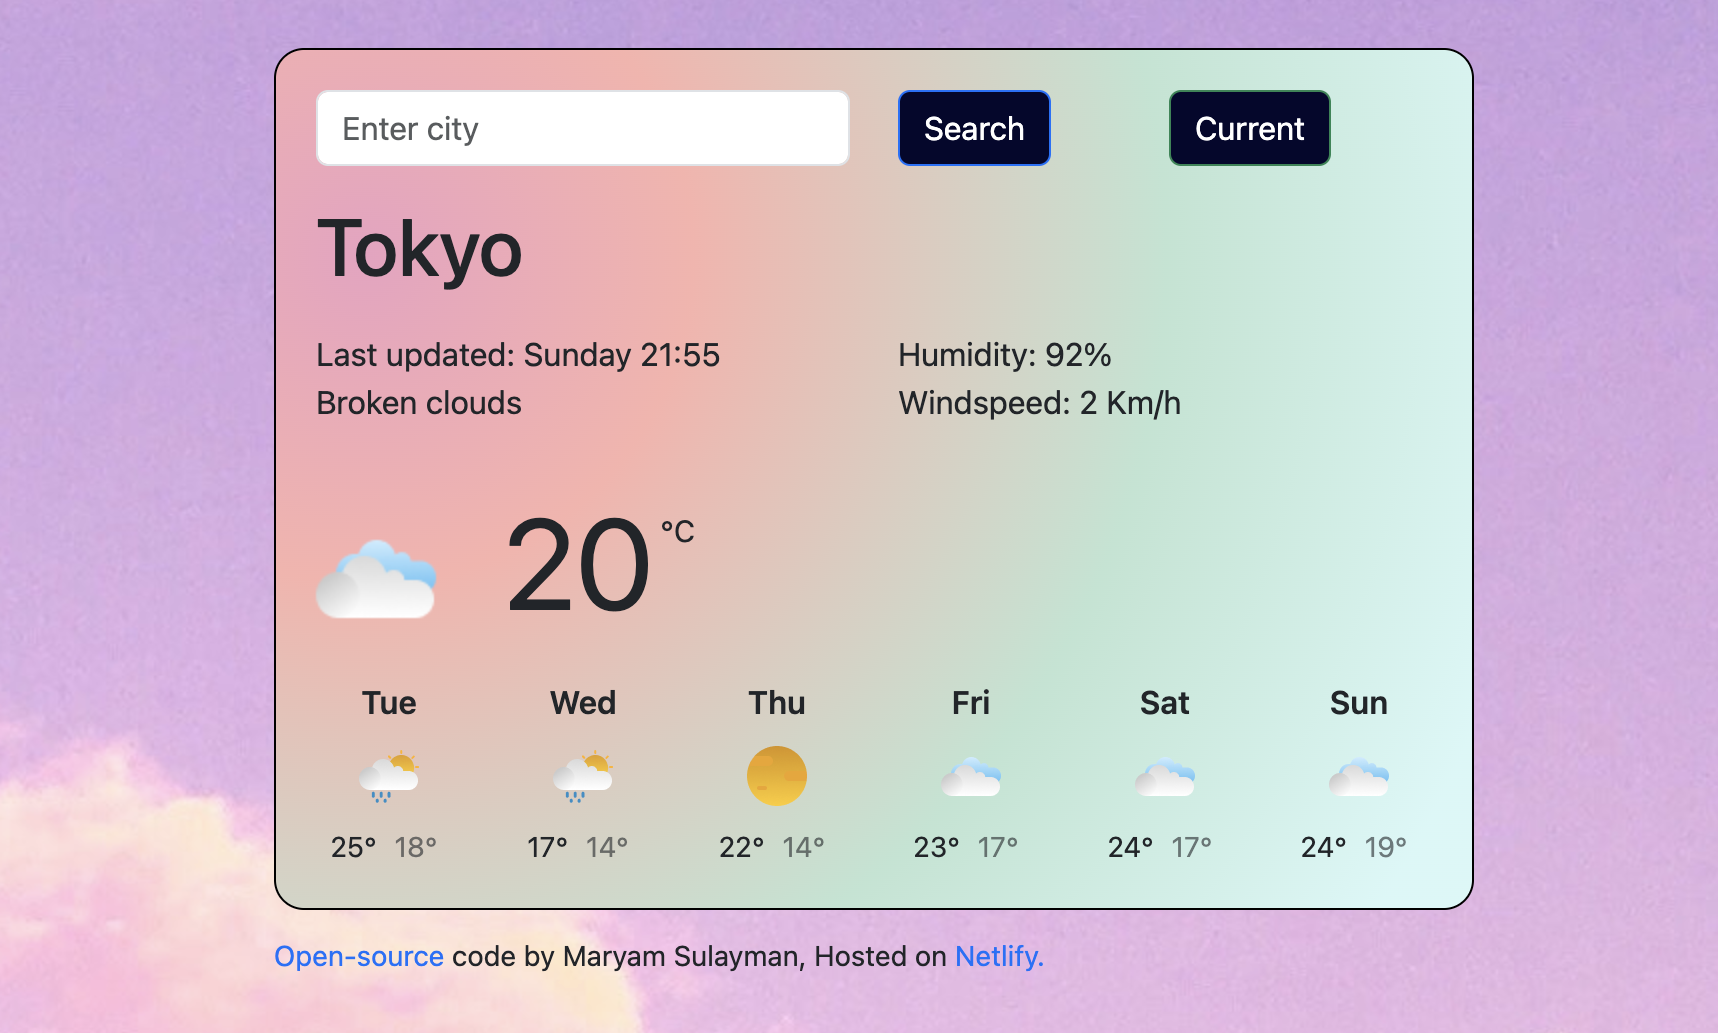 Enter city
Search
Current
Tokyo
Last updated: Sunday 21:55
Humidity: 92%
Broken clouds
Windspeed: 2 Km/h
20 °C
Tue Wed Thu Fri Sat Sun
25° 18° 17° 14° 22° 14° 23° 17° 24° 17° 24° 19°
Open-source code by Maryam Sulayman, Hosted on Netlify.